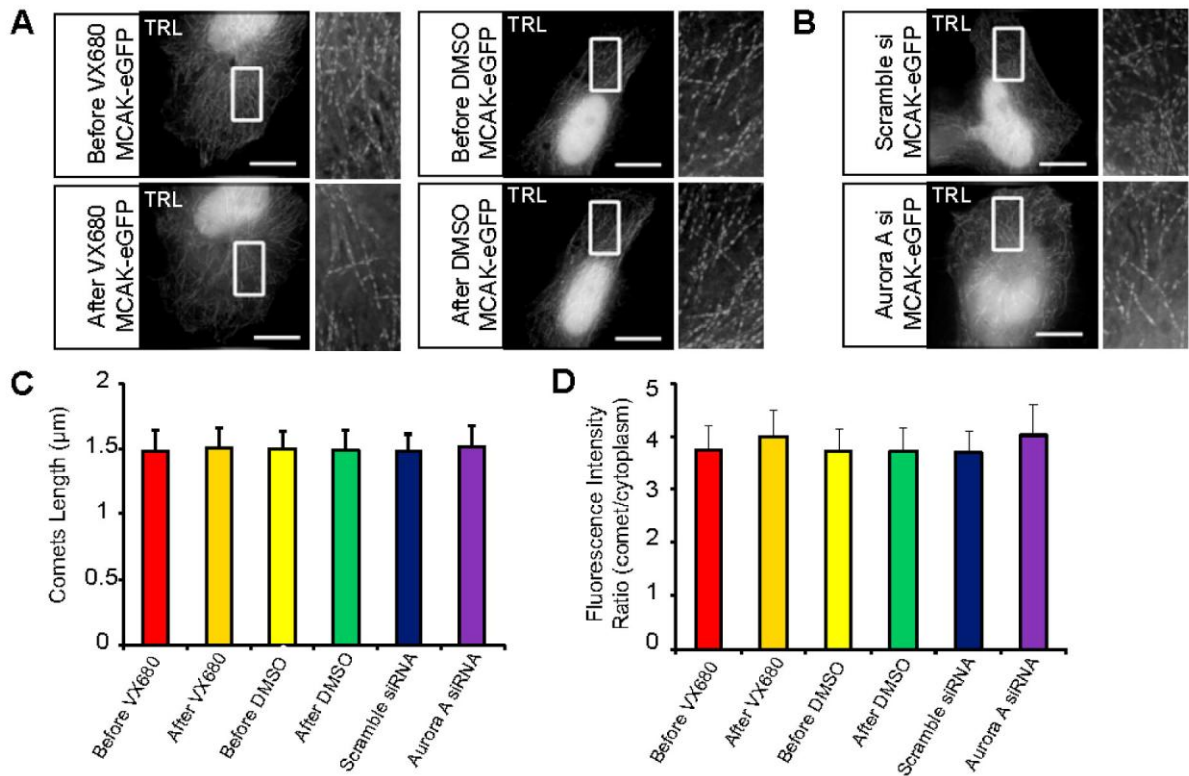 A
Before VX680
MCAK-eGFP
TRL
Before DMSO
MCAK-eGFP
TRL
After VX680
MCAK-eGFP
TRL
After DMSO
MCAK-eGFP
TRL
B
Scramble si
MCAK-eGFP
TRL
Aurora A si
MCAK-eGFP
TRL
C
Comets Length (µm)
2
1.5
1
0.5
0
Before VX680
After VX680
Before DMSO
After DMSO
Scramble siRNA
Aurora A siRNA
D
Fluorescence Intensity
Ratio (comet/cytoplasm)
5
4
3
2
1
0
Before VX680
After VX680
Before DMSO
After DMSO
Scramble siRNA
Aurora A siRNA